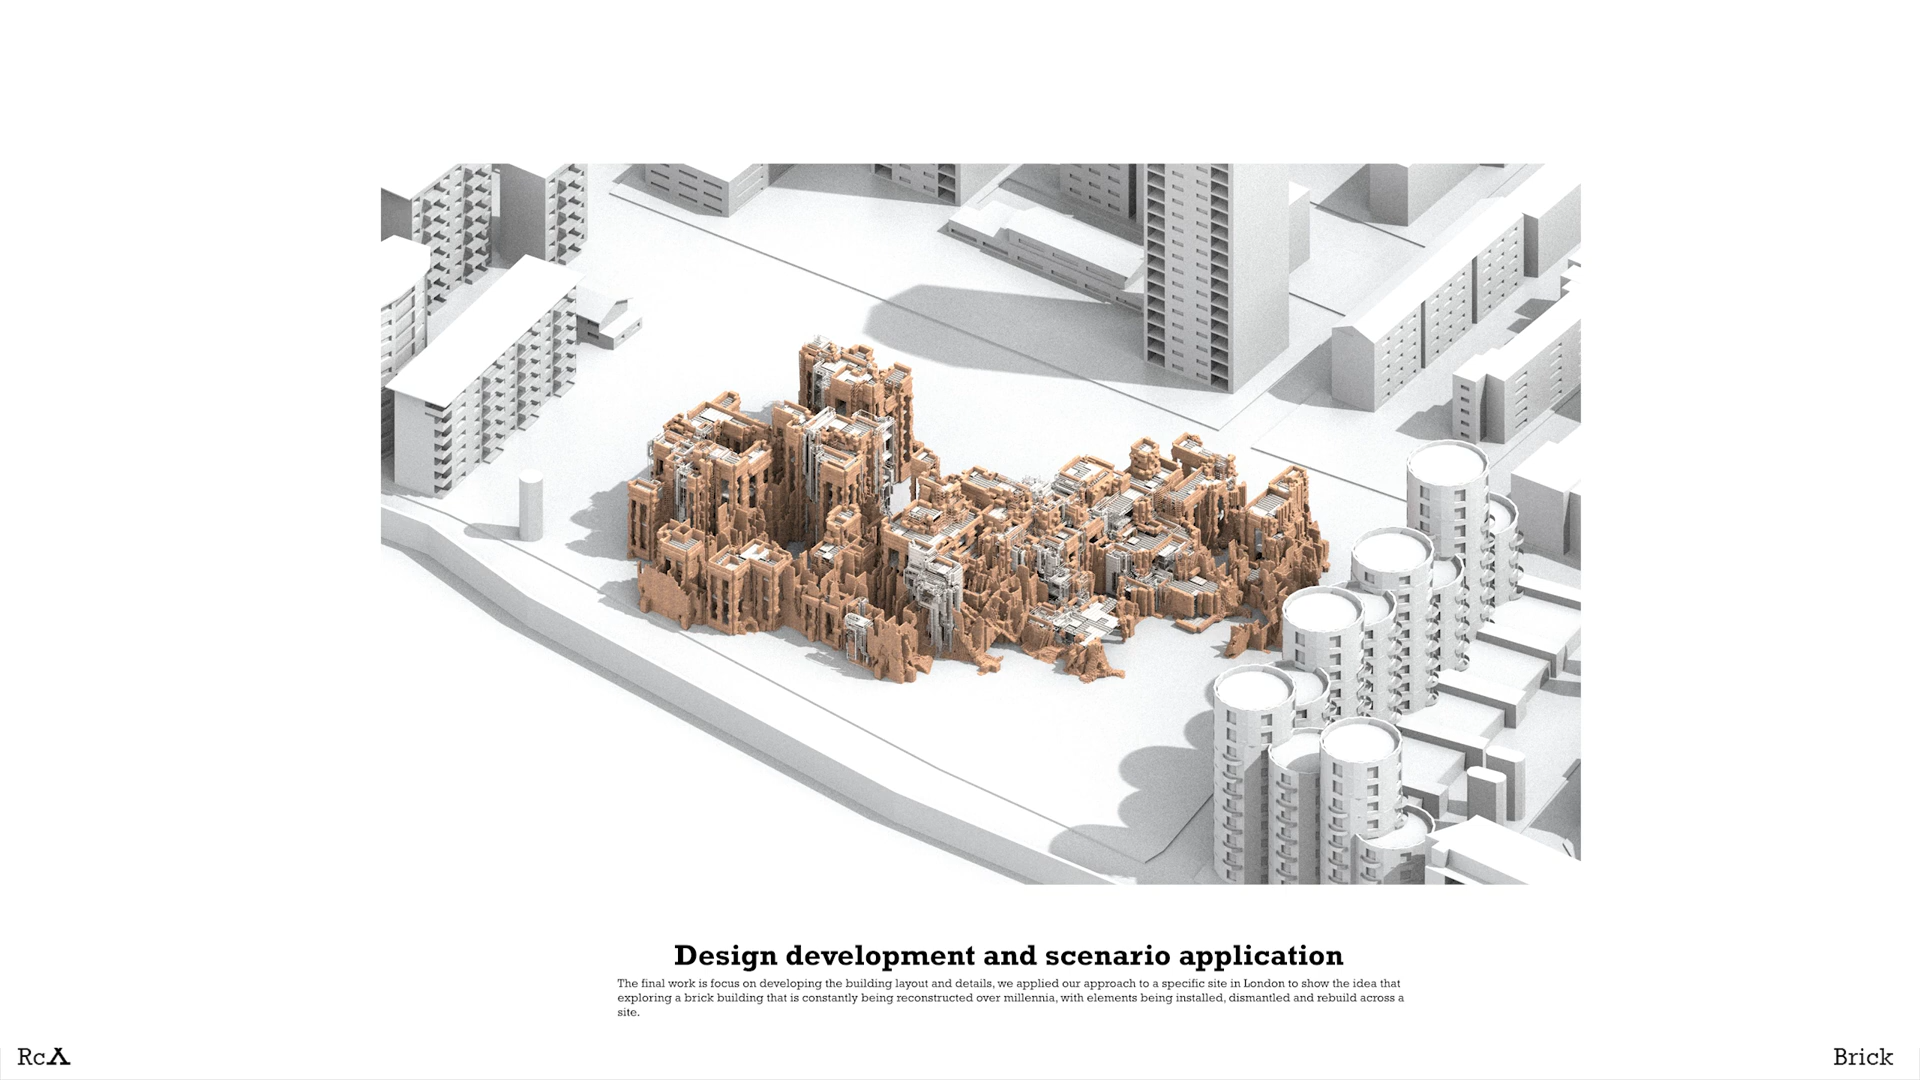 Design development and scenario application
The final work is focus on developing the building layout and details, we applied our approach to a specific site in London to show the idea that
exploring a brick building that is constantly being reconstructed over millennia, with elements being installed, dismantled and rebuild across a
site.
RcX
Brick